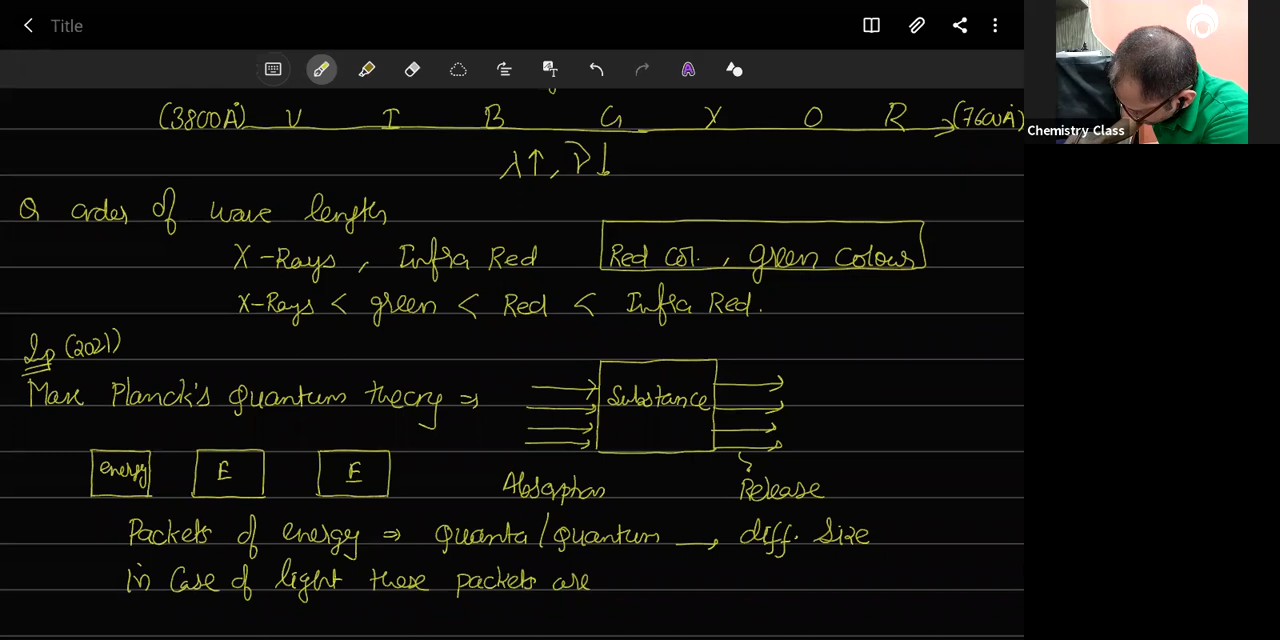 Title
(3800Å) V I B G Y O R (7600Å)
Chemistry Class
λ↑, ν↓
Q order of wave length
X-Rays, Infra Red Red col., green colour
X-Rays < green < Red < Infra Red.
Ip (2021)
Max Planck's Quantum theory ⇒ Substance
energy E E
Absorption Release
Packets of energy ⇒ quanta/quantum → diff. size
in case of light these packets are